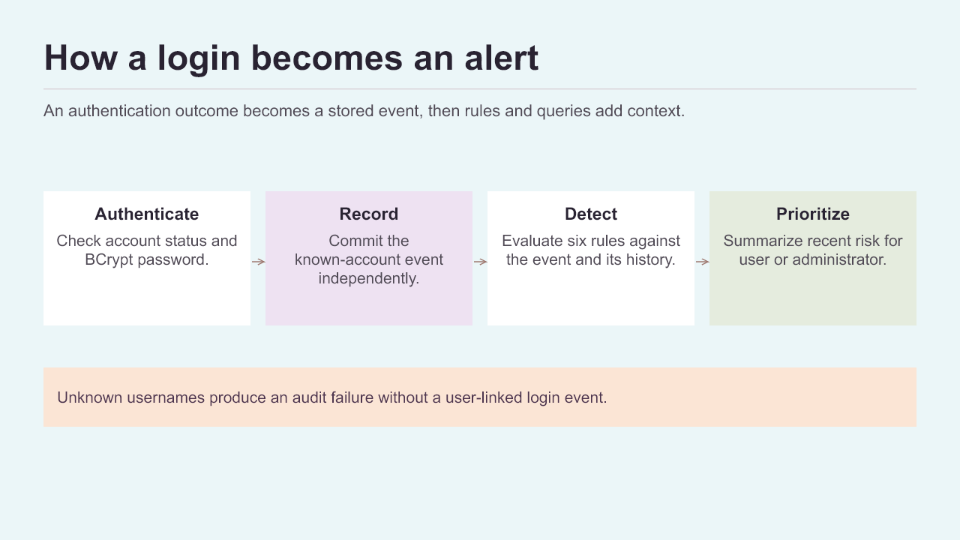 How a login becomes an alert
An authentication outcome becomes a stored event, then rules and queries add context.
Authenticate
Check account status and
BCrypt password.
Record
Commit the
known-account event
independently.
Detect
Evaluate six rules against
the event and its history.
Prioritize
Summarize recent risk for
user or administrator.
Unknown usernames produce an audit failure without a user-linked login event.